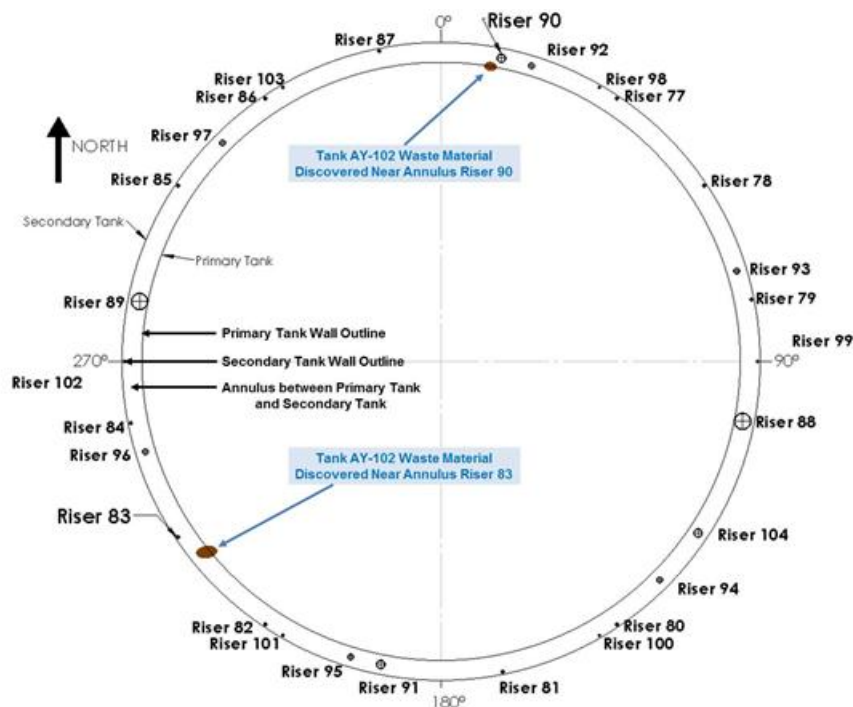 0°
Riser 90
Riser 87
Riser 92
Riser 103
Riser 98
Riser 86
Riser 77
NORTH
Riser 97
Tank AY-102 Waste Material
Discovered Near Annulus Riser 90
Riser 85
Riser 78
Secondary Tank
Primary Tank
Riser 93
Riser 89
Riser 79
Primary Tank Wall Outline
Riser 99
270°
Secondary Tank Wall Outline
90°
Riser 102
Annulus between Primary Tank
and Secondary Tank
Riser 84
Riser 88
Riser 96
Tank AY-102 Waste Material
Discovered Near Annulus Riser 83
Riser 83
Riser 104
Riser 94
Riser 82
Riser 80
Riser 101
Riser 100
Riser 95
Riser 91
Riser 81
180°